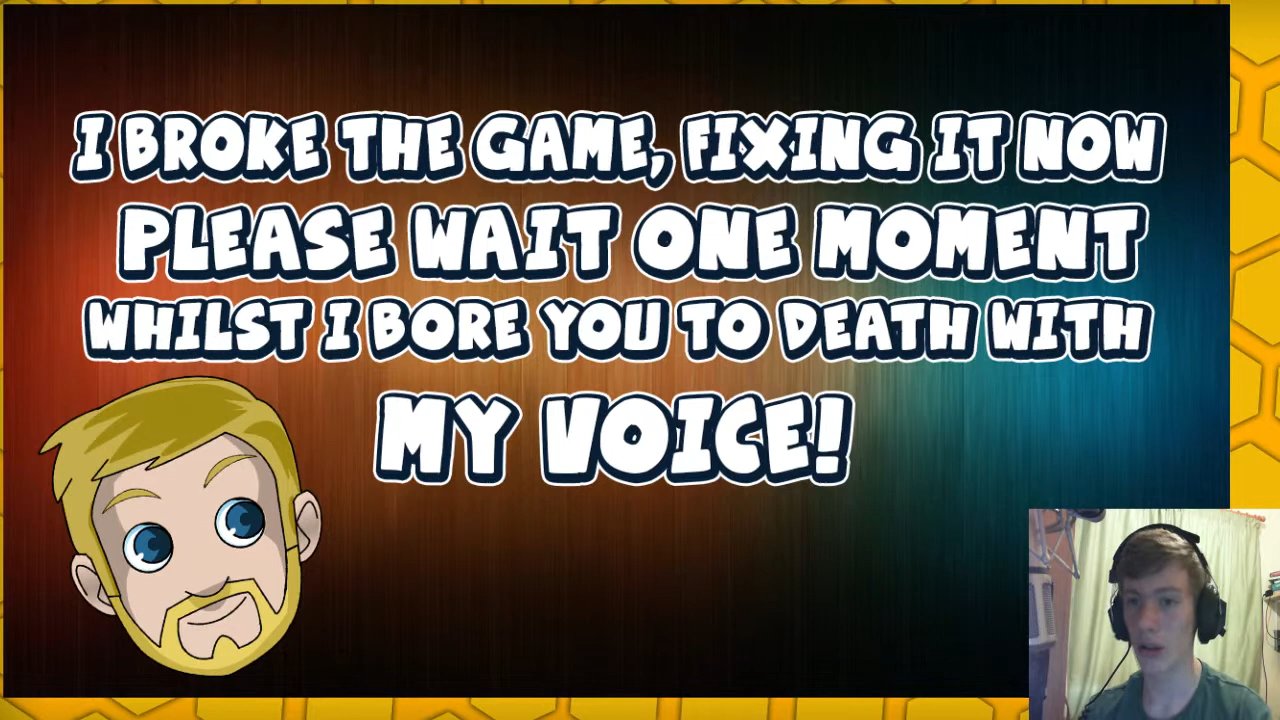 I BROKE THE GAME, FIXING IT NOW
PLEASE WAIT ONE MOMENT
WHILST I BORE YOU TO DEATH WITH
MY VOICE!